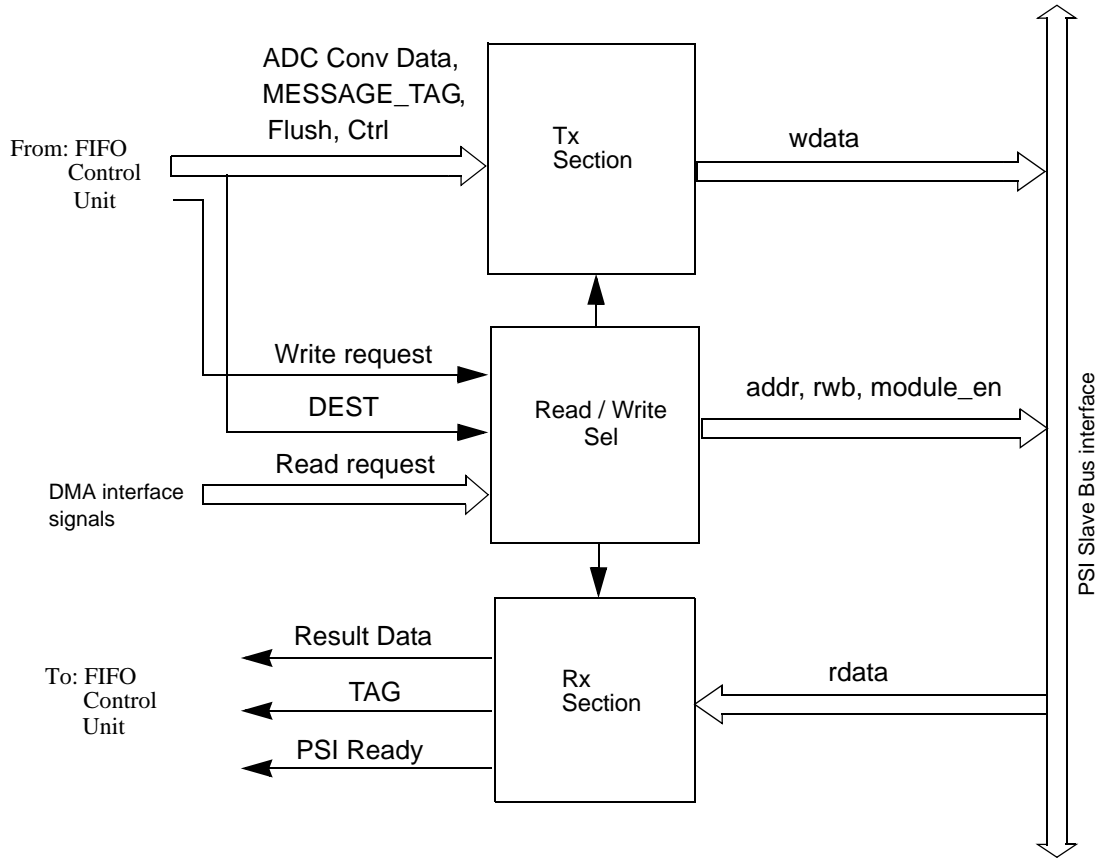 ADC Conv Data,
MESSAGE_TAG,
Flush, Ctrl
From: FIFO
Control
Unit
Tx
Section
wdata
Write request
DEST
Read request
DMA interface
signals
Read / Write
Sel
addr, rwb, module_en
PSI Slave Bus interface
Result Data
TAG
PSI Ready
To: FIFO
Control
Unit
Rx
Section
rdata